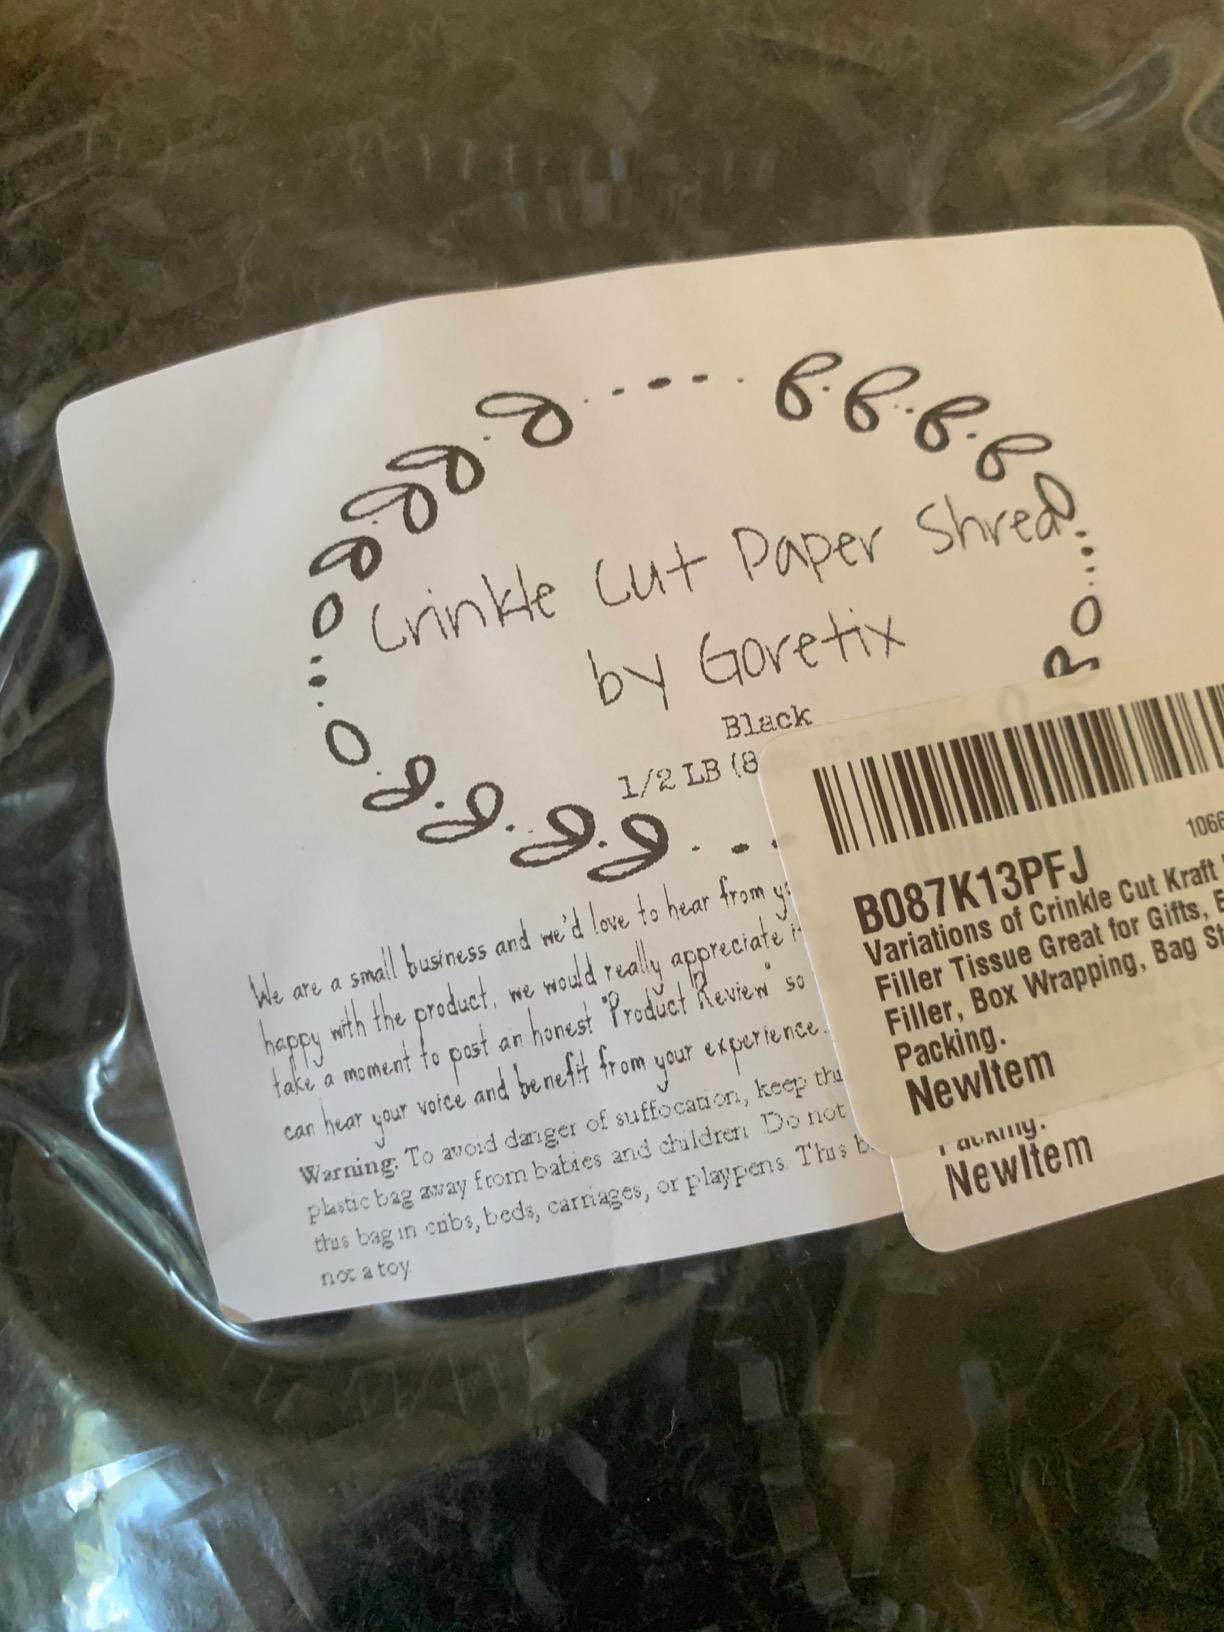 Crinkle Cut Paper Shred
by Goretix
Black
1/2 LB (8
We are a small business and we'd love to hear from
happy with the product, we would really appreciate
take a moment to post an honest "Product Review" so
can hear your voice and benefit from your experience.
Warning: To avoid danger of suffocation, keep
plastic bag away from babies and children. Do not
this bag in cribs, beds, carriages, or playpens. This
not a toy
1066
B087K13PFJ
Variations of Crinkle Cut Kraft
Filler Tissue Great for Gifts,
Filler, Box Wrapping, Bag
Packing.
NewItem
Packing.
NewItem